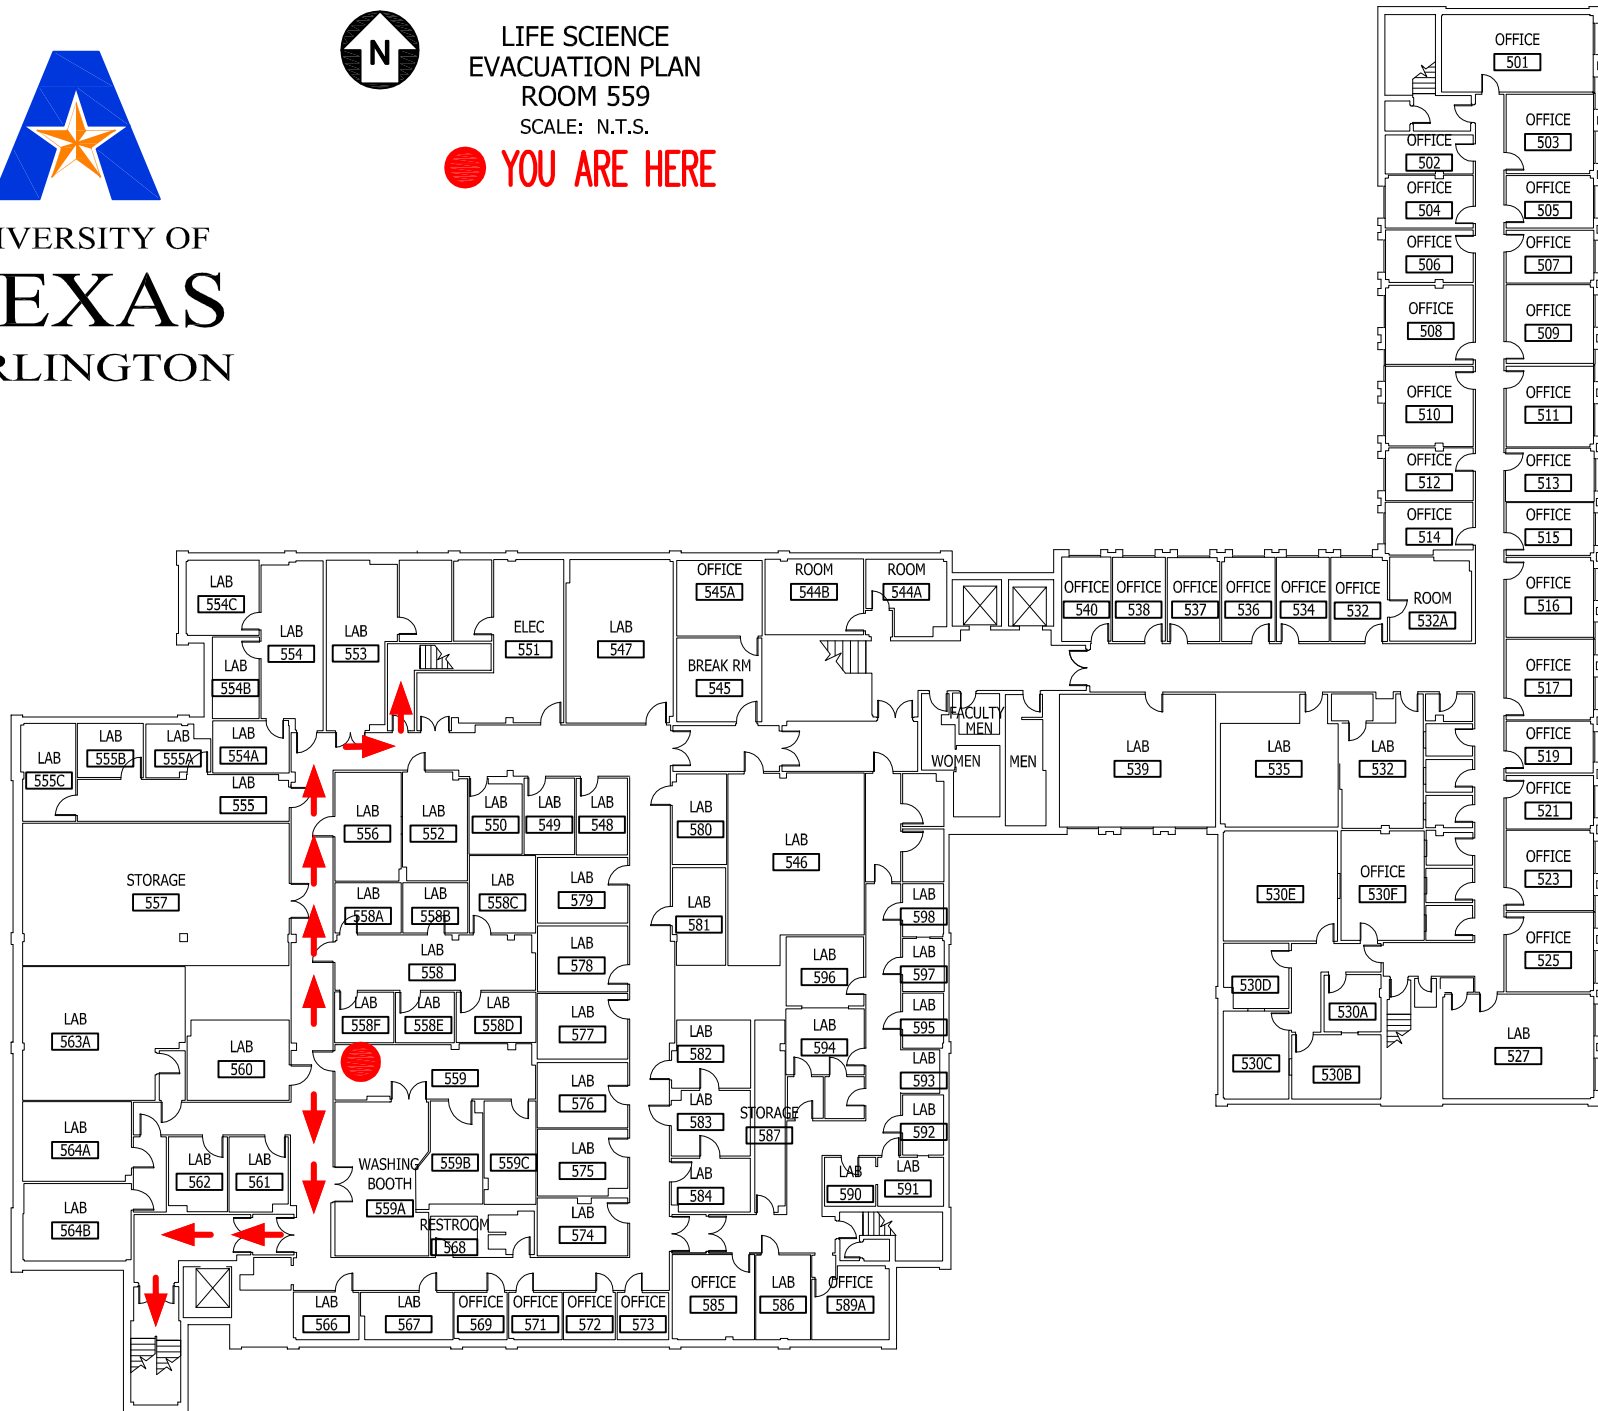 N
LIFE SCIENCE
EVACUATION PLAN
ROOM 559
SCALE: N.T.S.
YOU ARE HERE
IVERSITY OF
EXAS
RLINGTON
OFFICE
501
OFFICE
503
OFFICE
502
OFFICE
504
OFFICE
505
OFFICE
506
OFFICE
507
OFFICE
508
OFFICE
509
OFFICE
510
OFFICE
511
OFFICE
512
OFFICE
513
OFFICE
514
OFFICE
515
OFFICE
516
OFFICE
517
OFFICE
519
OFFICE
521
OFFICE
523
OFFICE
525
LAB
527
LAB
554C
LAB
554
LAB
553
LAB
554B
ELEC
551
LAB
547
OFFICE
545A
BREAK RM
545
ROOM
544B
ROOM
544A
OFFICE
540
OFFICE
538
OFFICE
537
OFFICE
536
OFFICE
534
OFFICE
532
ROOM
532A
FACULTY
MEN
WOMEN
MEN
LAB
539
LAB
535
LAB
532
530E
OFFICE
530F
530D
530A
530C
530B
LAB
555C
LAB
555B
LAB
555A
LAB
554A
LAB
555
LAB
556
LAB
552
LAB
550
LAB
549
LAB
548
LAB
580
LAB
546
STORAGE
557
LAB
558A
LAB
558B
LAB
558C
LAB
579
LAB
581
LAB
598
LAB
558
LAB
578
LAB
596
LAB
597
LAB
563A
LAB
560
LAB
558F
LAB
558E
LAB
558D
LAB
577
LAB
582
LAB
594
LAB
595
559
LAB
576
LAB
583
STORAGE
587
LAB
593
LAB
592
LAB
564A
LAB
562
LAB
561
WASHING
BOOTH
559A
559B
559C
LAB
575
LAB
584
LAB
590
LAB
591
LAB
564B
RESTROOM
568
LAB
574
LAB
566
LAB
567
OFFICE
569
OFFICE
571
OFFICE
572
OFFICE
573
OFFICE
585
LAB
586
OFFICE
589A